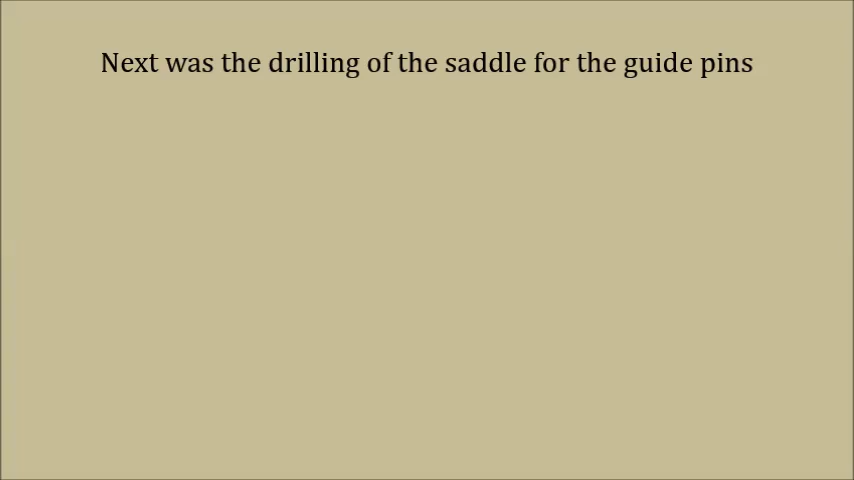 Next was the drilling of the saddle for the guide pins